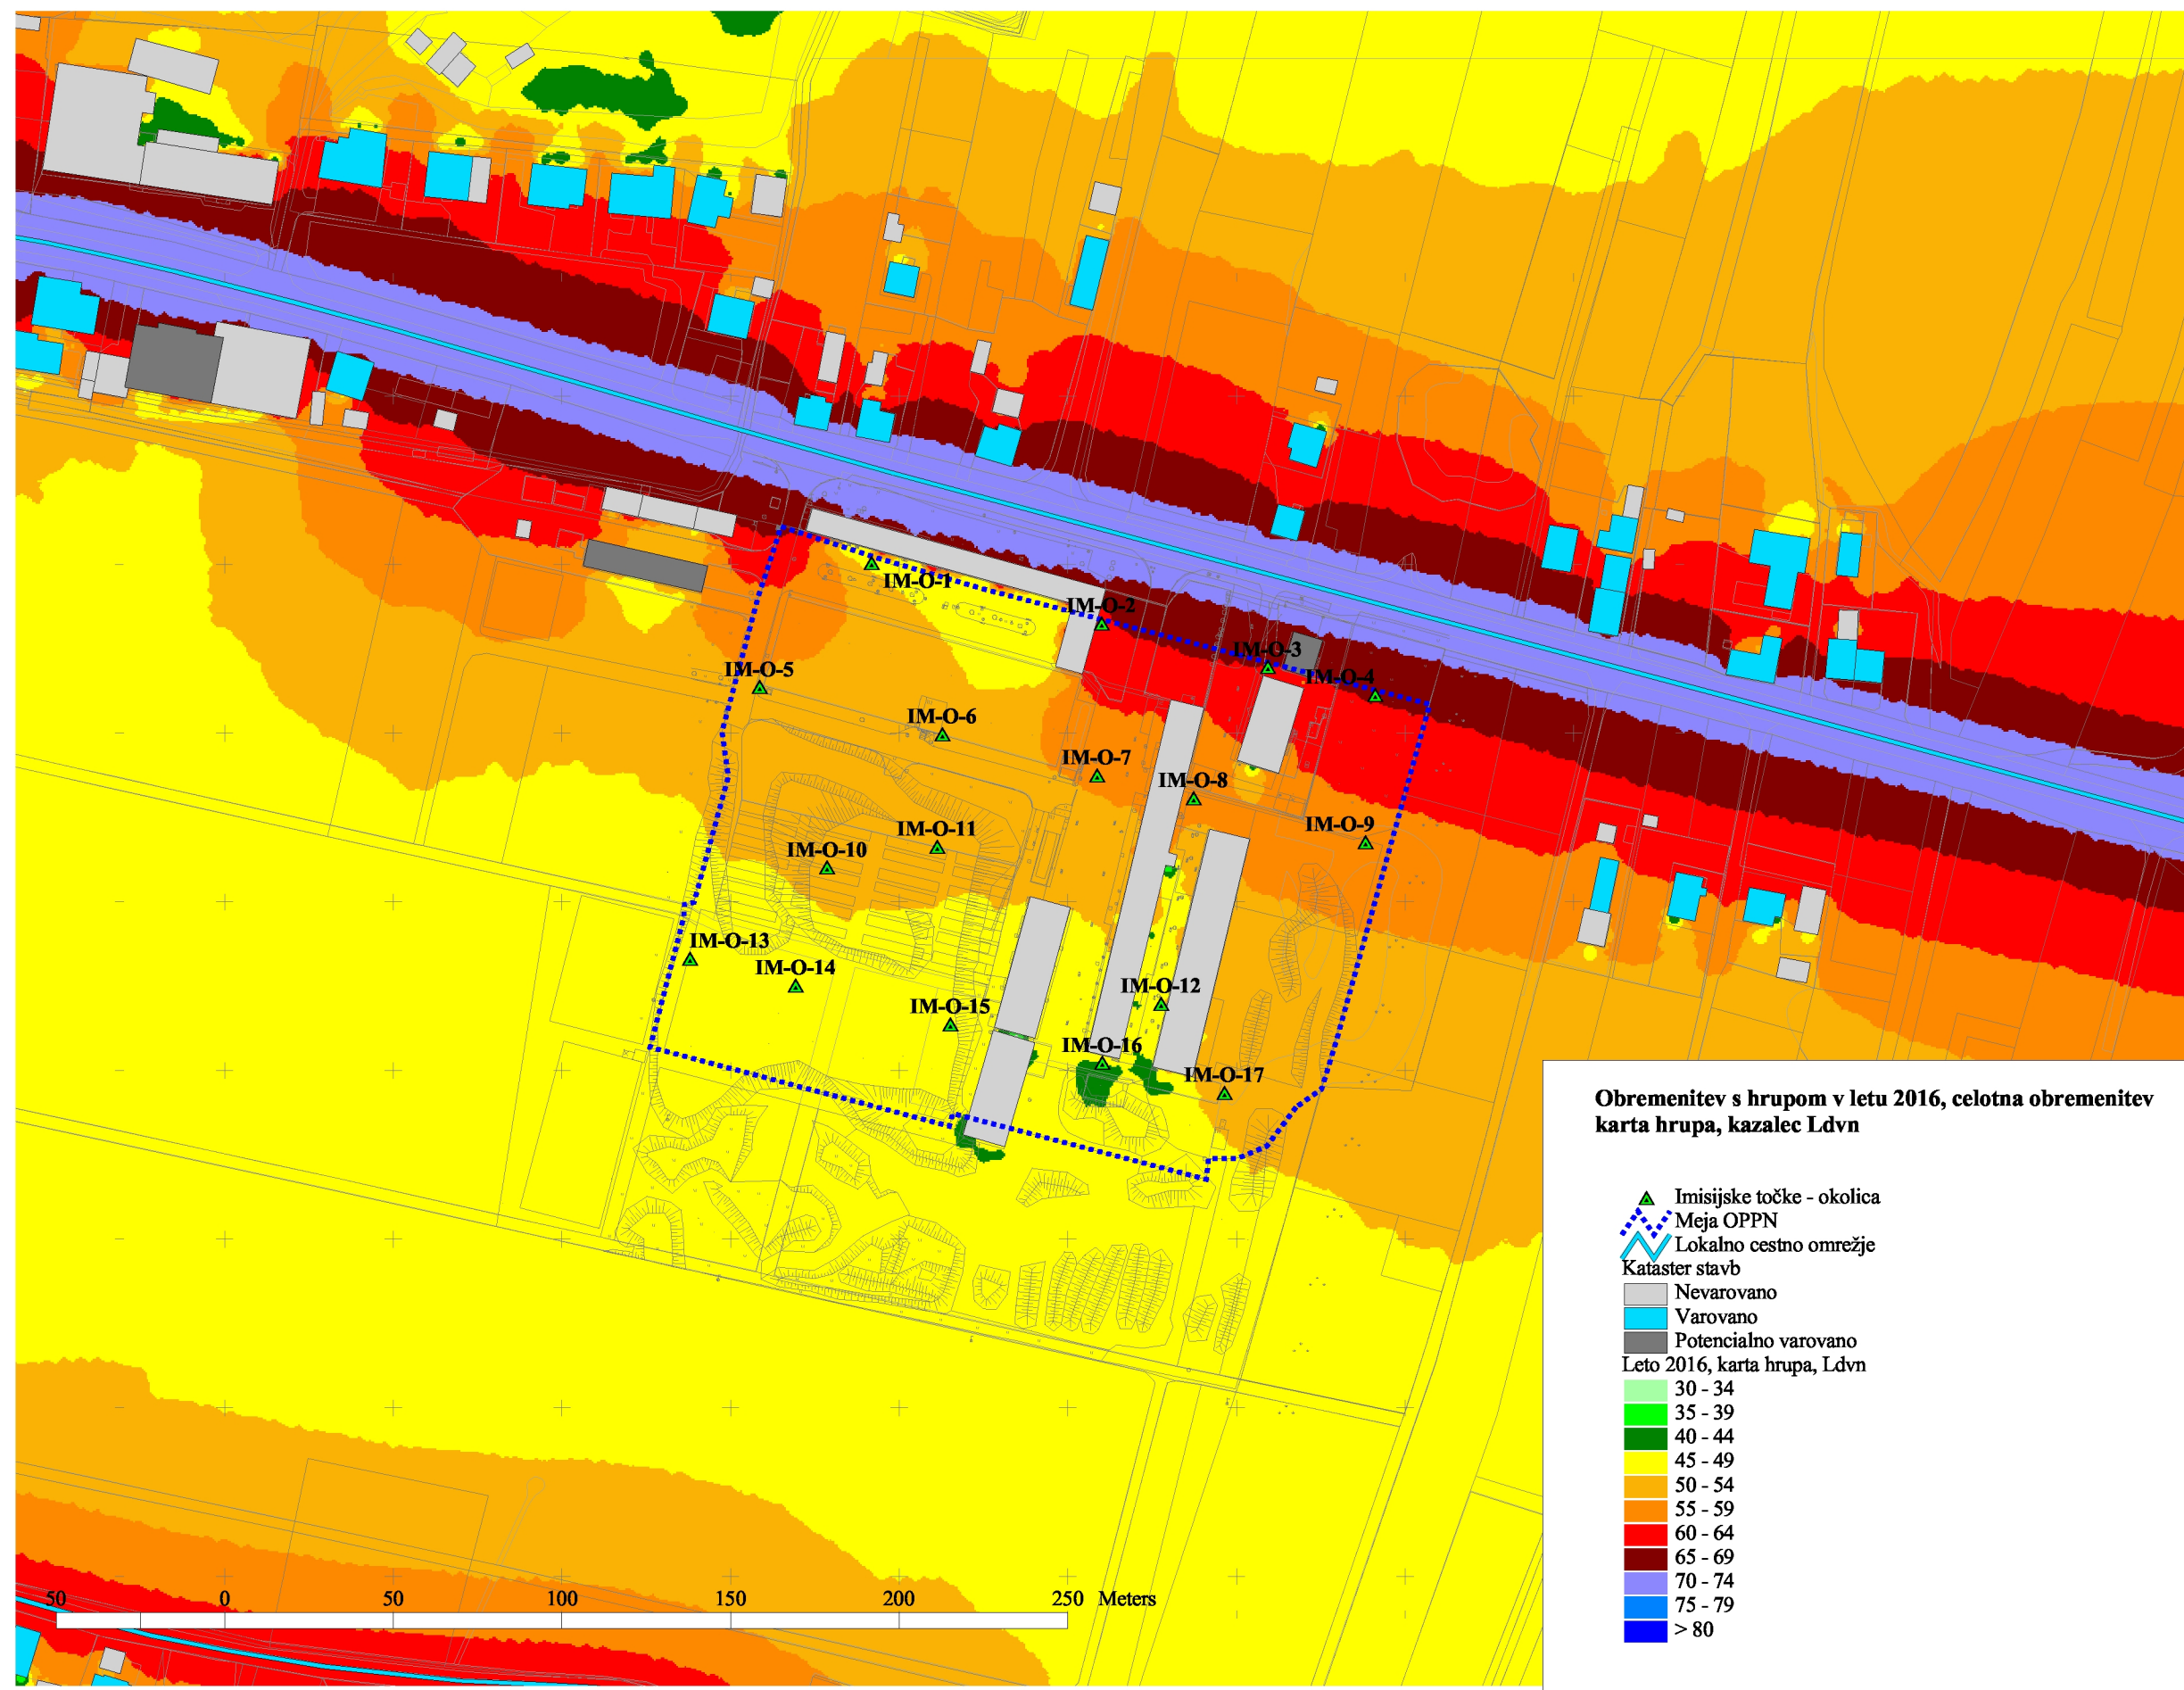 IM-O-1
IM-O-2
IM-O-3
IM-O-4
IM-O-5
IM-O-6
IM-O-7
IM-O-8
IM-O-9
IM-O-11
IM-O-10
IM-O-13
IM-O-14
IM-O-12
IM-O-15
IM-O-16
IM-O-17
Obremenitev s hrupom v letu 2016, celotna obremenitev
karta hrupa, kazalec Ldvn
Imisijske točke - okolica
Meja OPPN
Lokalno cestno omrežje
Kataster stavb
Nevarovano
Varovano
Potencialno varovano
Leto 2016, karta hrupa, Ldvn
30 - 34
35 - 39
40 - 44
45 - 49
50 - 54
55 - 59
60 - 64
65 - 69
70 - 74
75 - 79
> 80
50 0 50 100 150 200 250 Meters